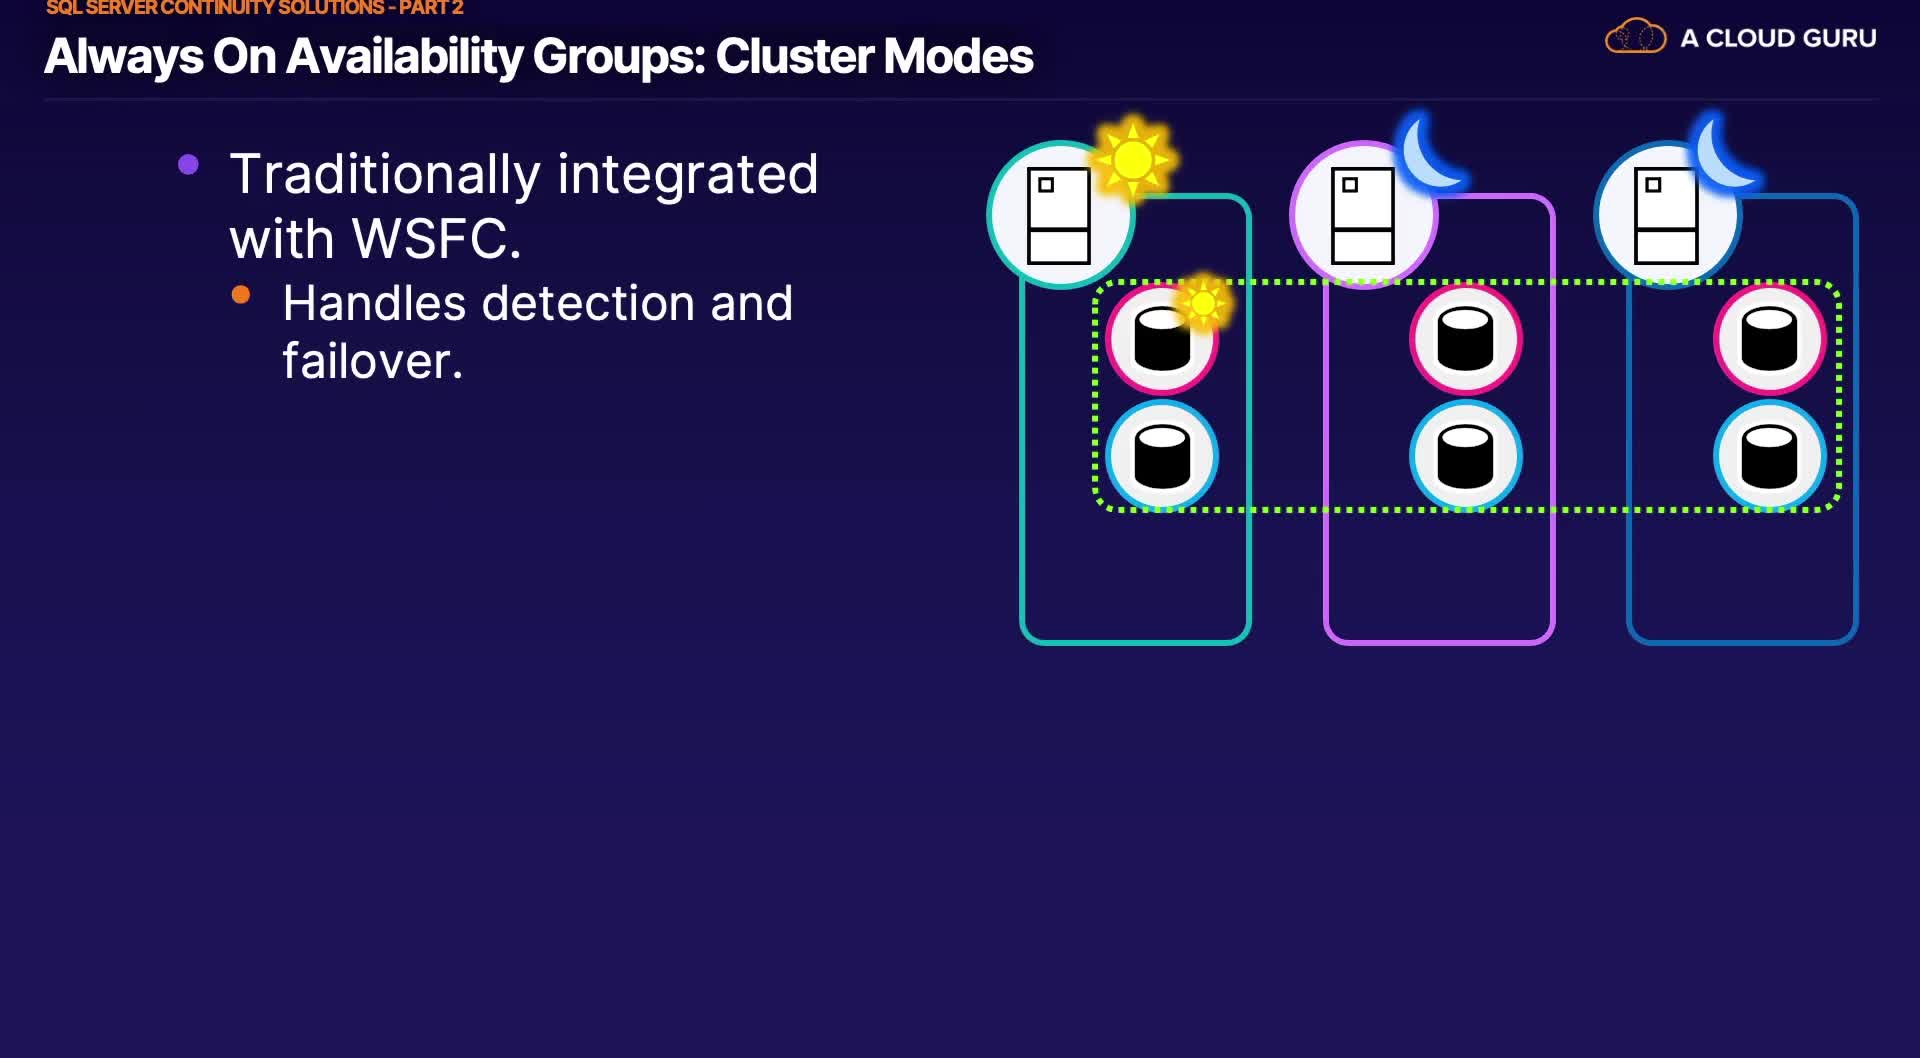 SQL SERVER CONTINUITY SOLUTIONS - PART 2
Always On Availability Groups: Cluster Modes
A CLOUD GURU
Traditionally integrated
with WSFC.
Handles detection and
failover.